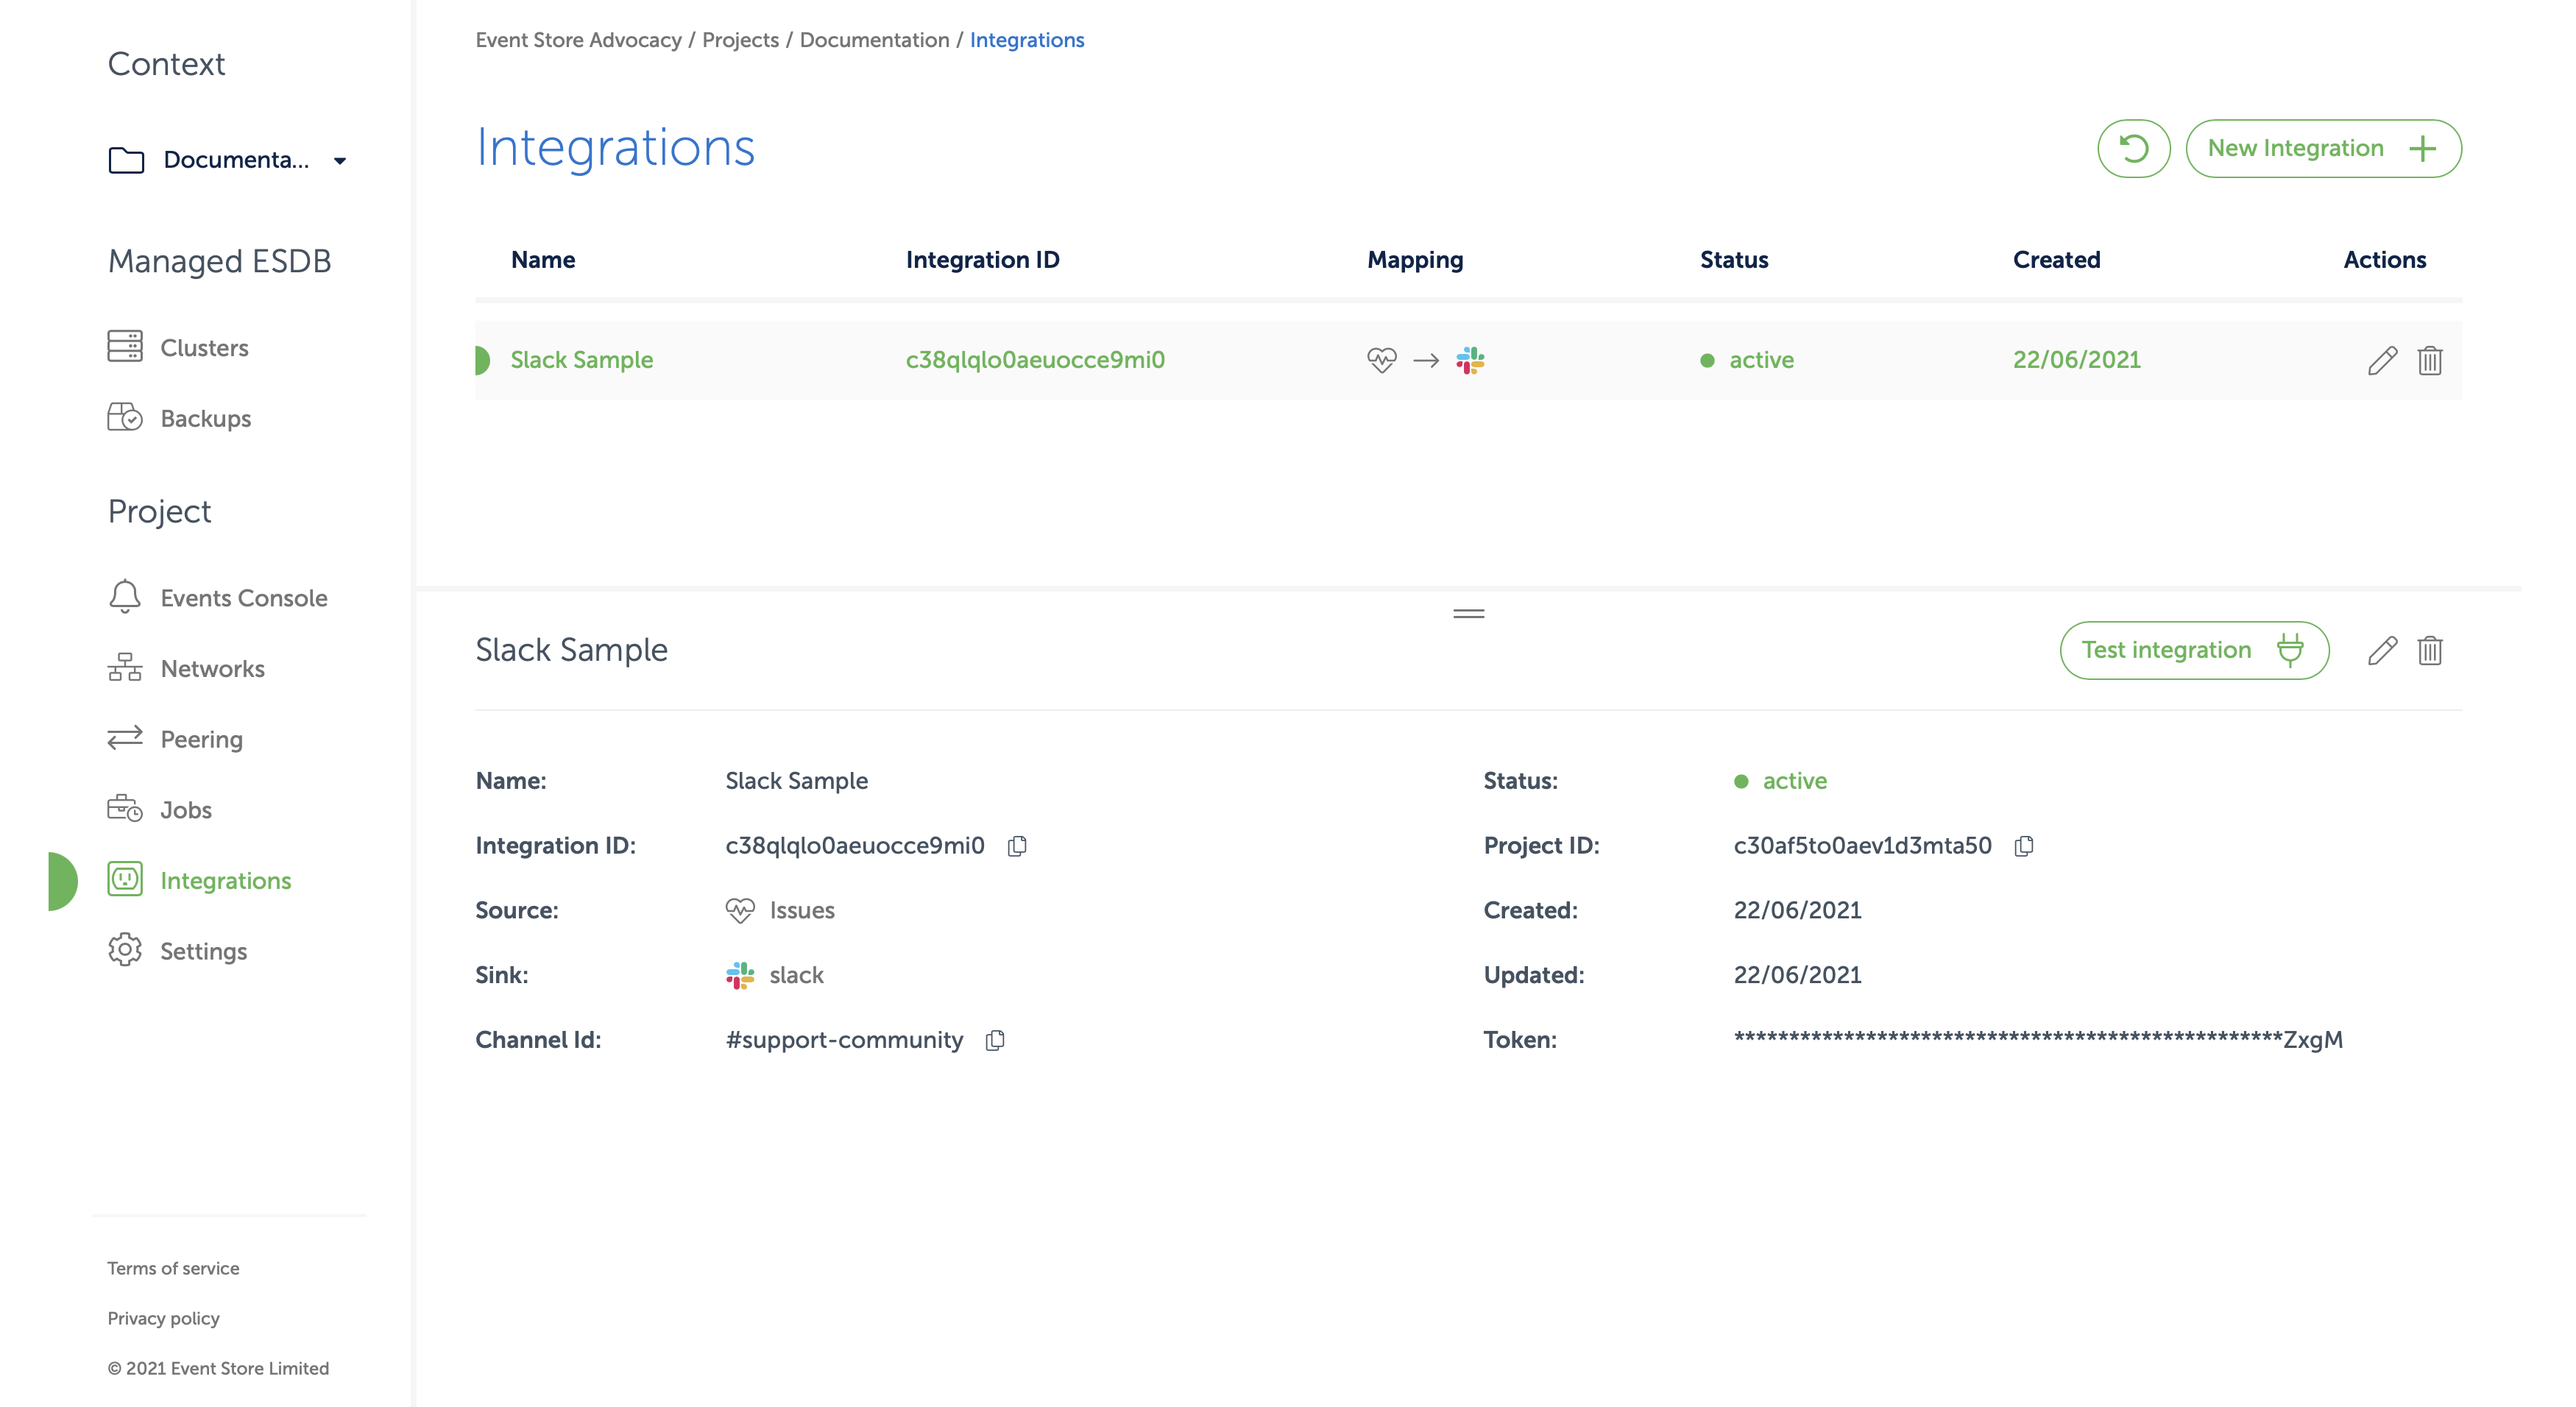 Context
Documenta...
Managed ESDB
Clusters
Backups
Project
Events Console
Networks
Peering
Jobs
Integrations
Settings
Terms of service
Privacy policy
© 2021 Event Store Limited
Event Store Advocacy / Projects / Documentation / Integrations
Integrations
New Integration
Name Integration ID Mapping Status Created Actions
Slack Sample c38qlqlo0aeuocce9mi0 active 22/06/2021
Slack Sample
Test integration
Name: Slack Sample
Integration ID: c38qlqlo0aeuocce9mi0
Source: Issues
Sink: slack
Channel Id: #support-community
Status: active
Project ID: c30af5to0aev1d3mta50
Created: 22/06/2021
Updated: 22/06/2021
Token: **************************************************ZxgM